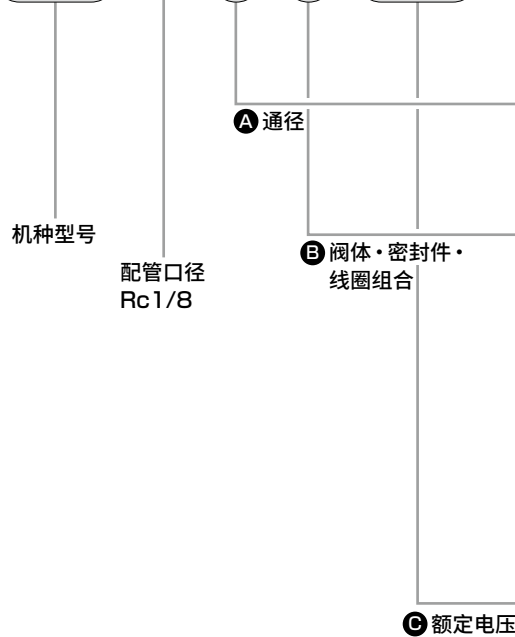 A 通径
机种型号
B 阀体・密封件・
线圈组合
配管口径
Rc1/8
C 额定电压